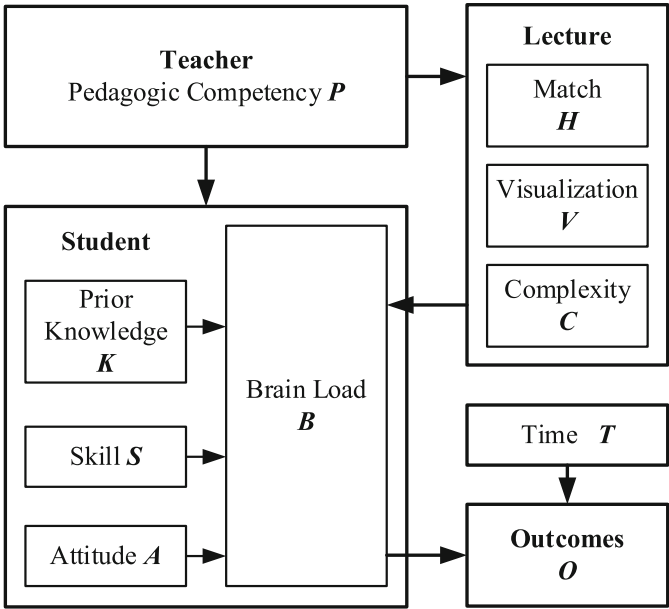 Teacher
Pedagogic Competency P
Lecture
Match
H
Visualization
V
Complexity
C
Student
Prior
Knowledge
K
Skill S
Attitude A
Brain Load
B
Time T
Outcomes
O